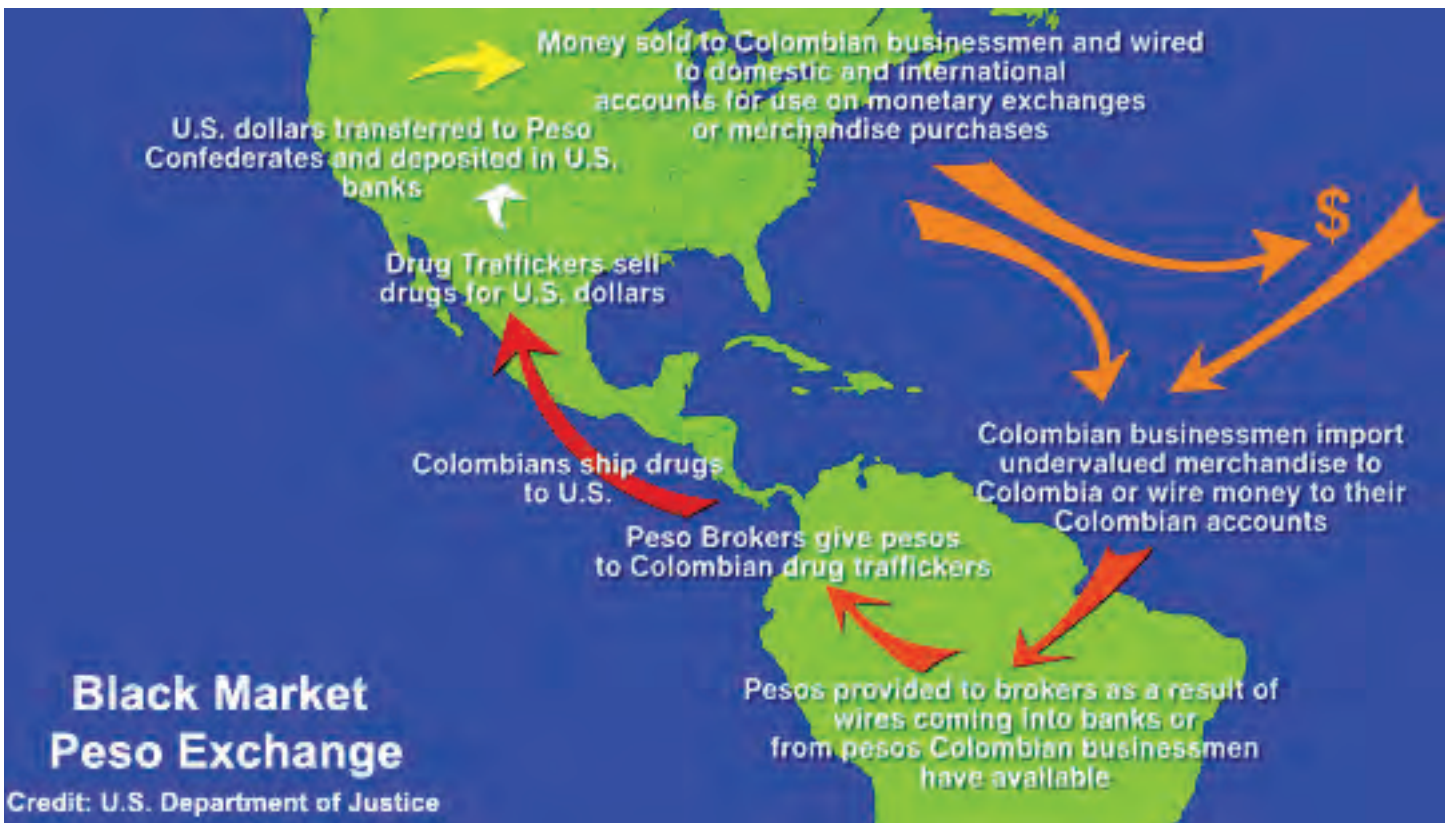 Money sold to Colombian businessmen and wired
to domestic and international
accounts for use on monetary exchanges
or merchandise purchases
U.S. dollars transferred to Peso
Confederates and deposited in U.S.
banks
$
Drug Traffickers sell
drugs for U.S. dollars
Colombians ship drugs
to U.S.
Colombian businessmen import
undervalued merchandise to
Colombia or wire money to their
Colombian accounts
Peso Brokers give pesos
to Colombian drug traffickers
Pesos provided to brokers as a result of
wires coming into banks or
from pesos Colombian businessmen
have available
Black Market
Peso Exchange
Credit: U.S. Department of Justice